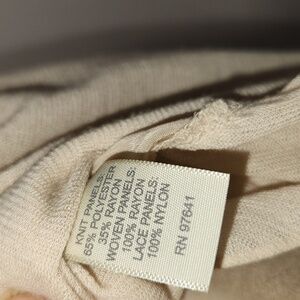 KNIT PANELS:
65% POLYESTER
35% RAYON
WOVEN PANELS:
100% RAYON
LACE PANELS:
100% NYLON
RN 97641